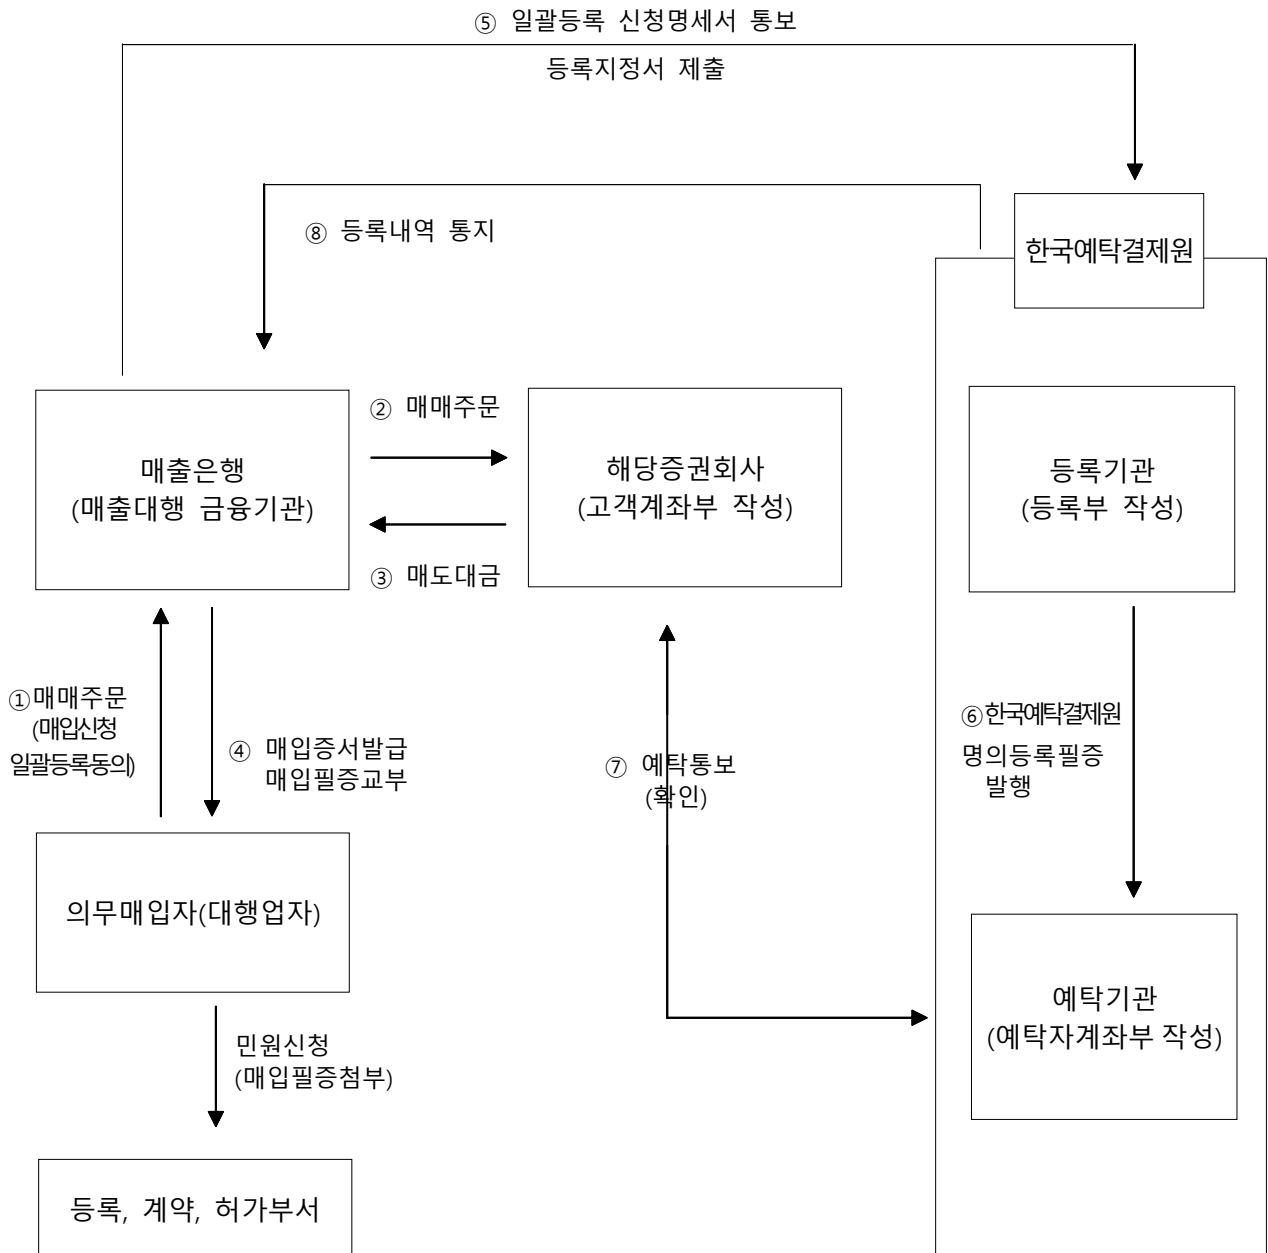 ⑤ 일괄등록 신청명세서 통보
등록지정서 제출
⑧ 등록내역 통지
한국예탁결제원
매출은행
(매출대행 금융기관)
② 매매주문
③ 매도대금
해당증권회사
(고객계좌부 작성)
등록기관
(등록부 작성)
①매매주문
(매입신청
일괄등록동의)
④ 매입증서발급
매입필증교부
⑦ 예탁통보
(확인)
⑥한국예탁결제원
명의등록필증
발행
의무매입자(대행업자)
예탁기관
(예탁자계좌부 작성)
민원신청
(매입필증첨부)
등록, 계약, 허가부서